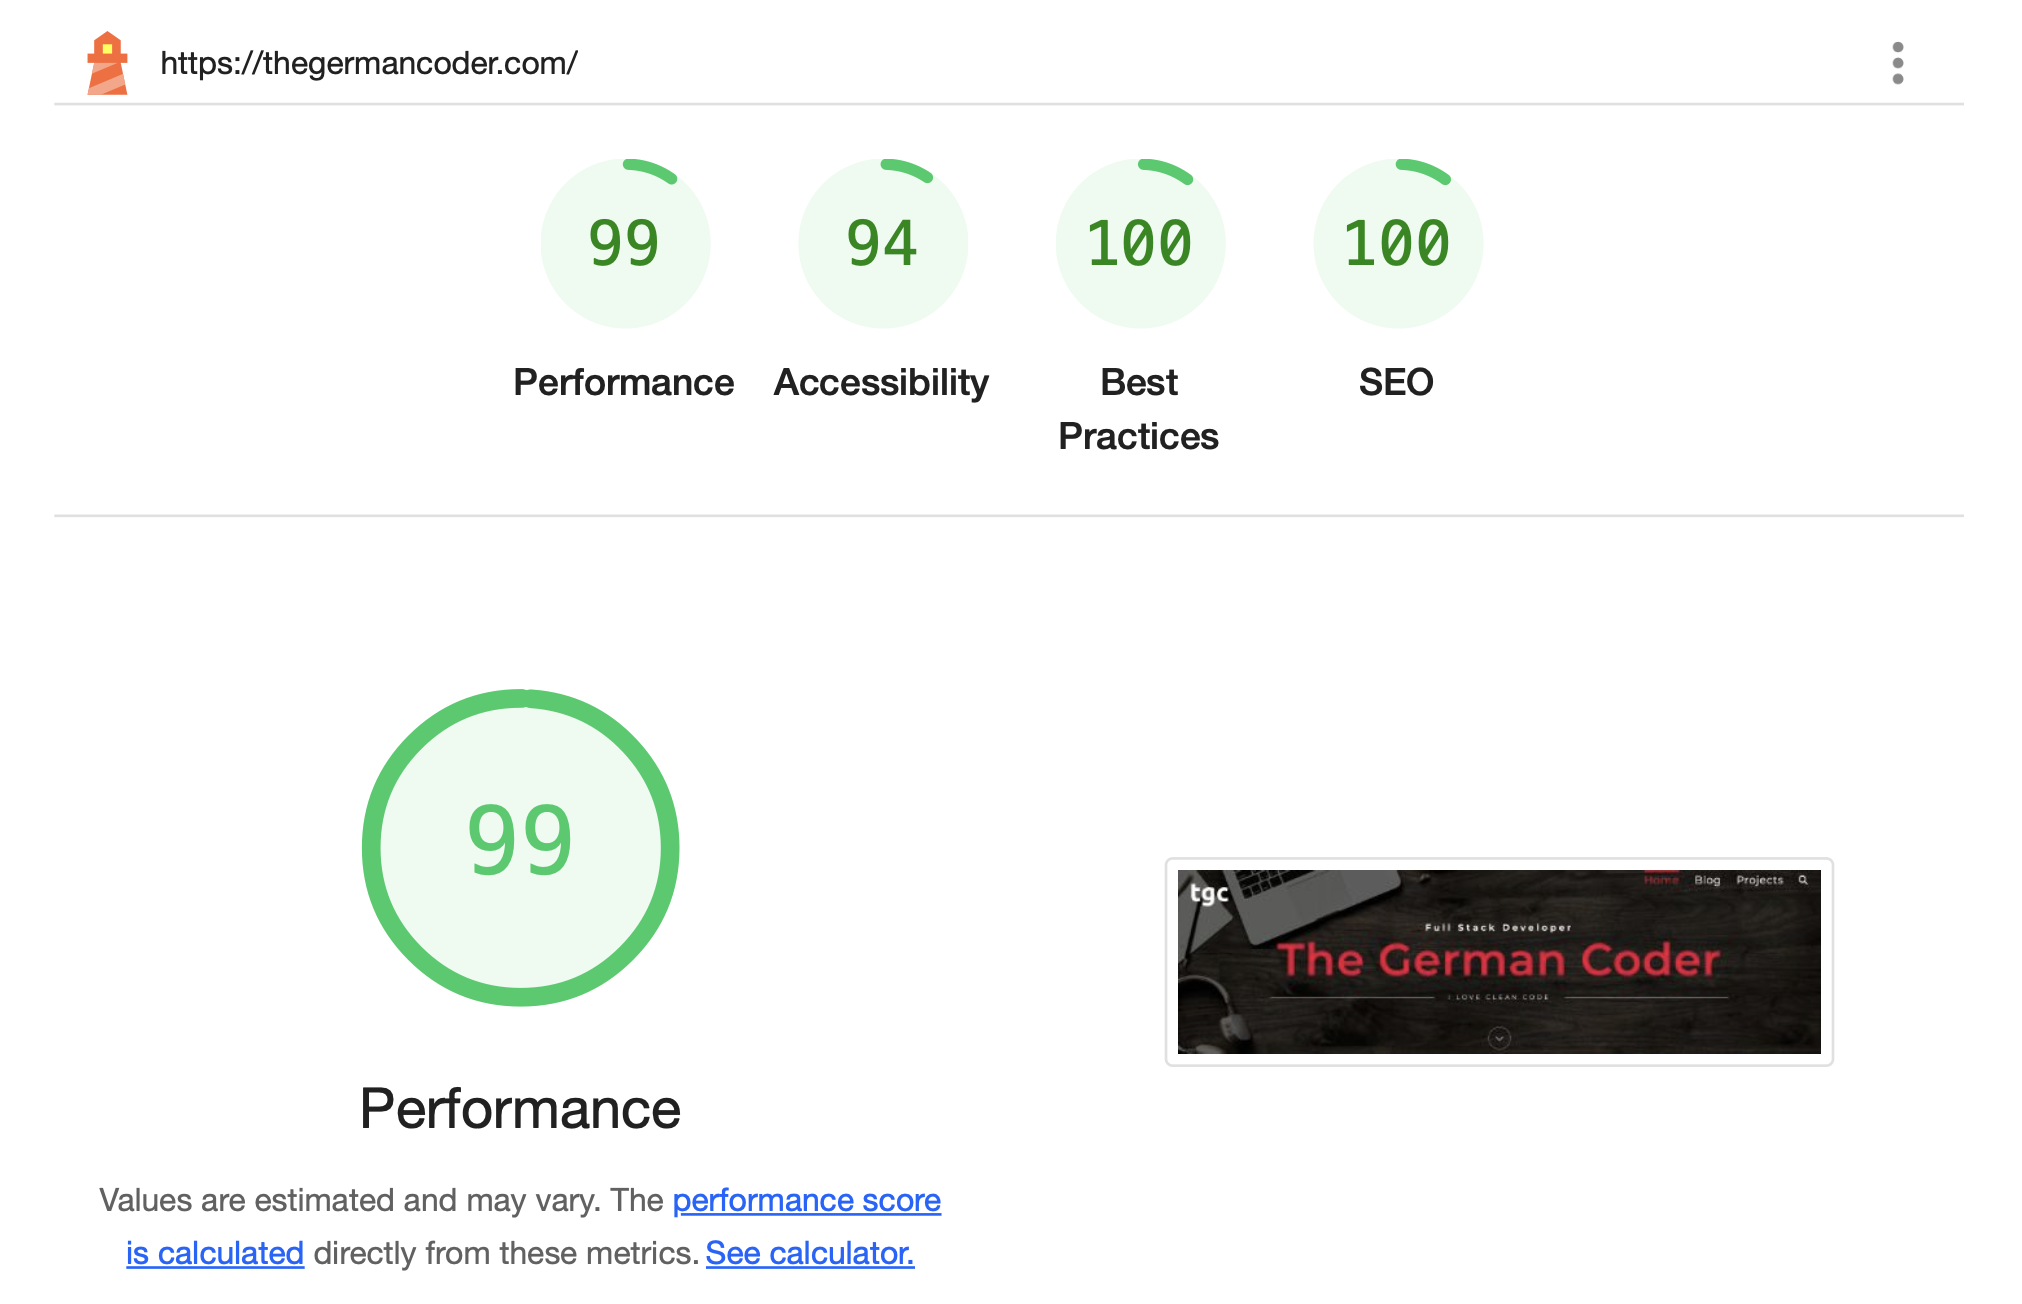 https://thegermancoder.com/
99
94
100
100
Performance
Accessibility
Best
Practices
SEO
99
Performance
Values are estimated and may vary. The performance score
is calculated directly from these metrics. See calculator.
tgc
Home Blog Projects
Full Stack Developer
The German Coder
I LOVE CLEAN CODE